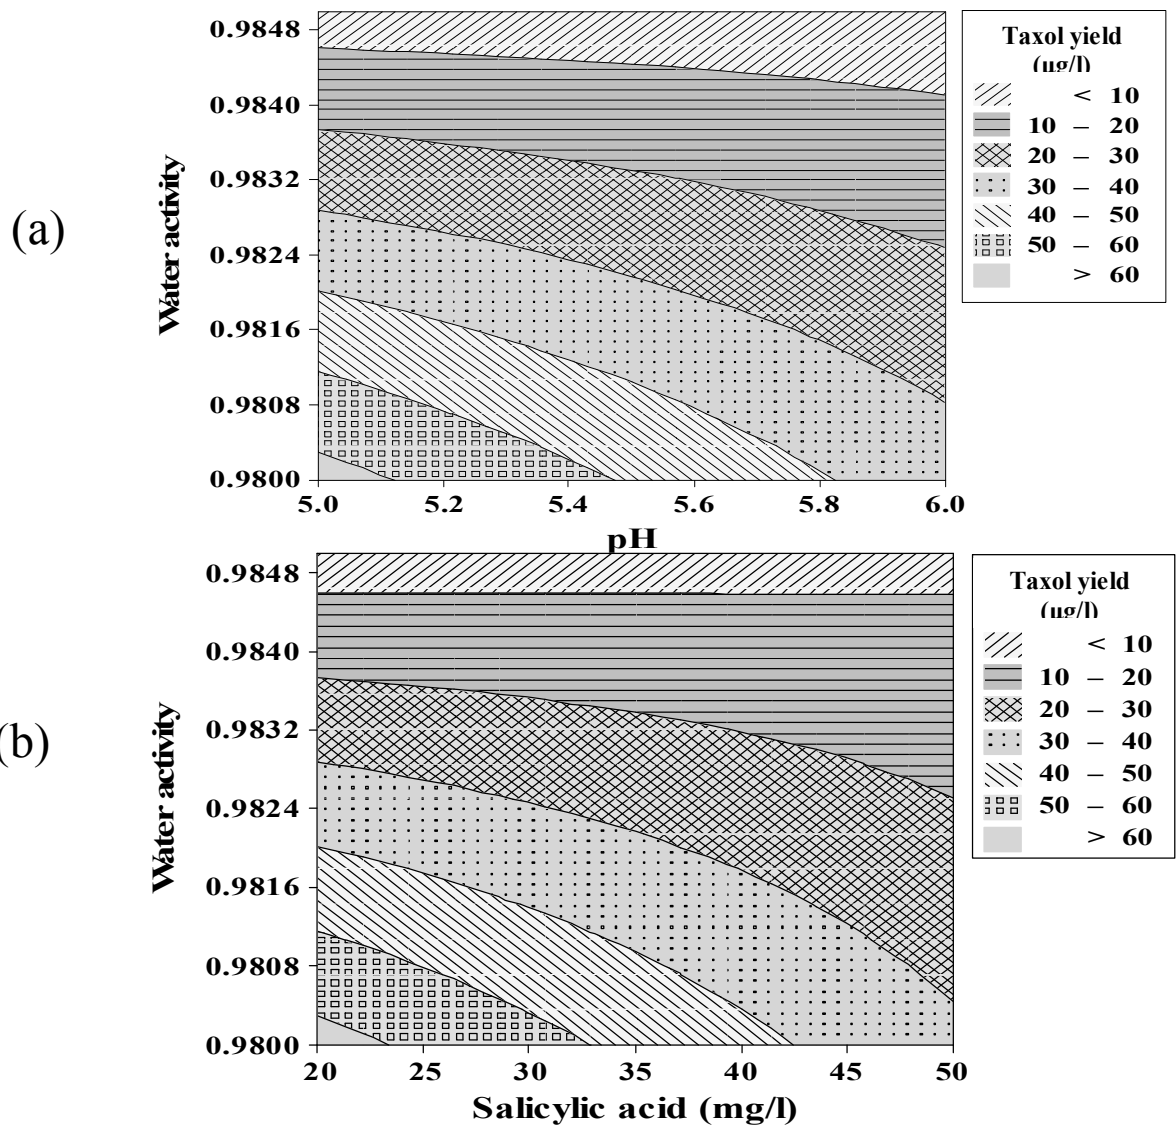 (a)
Water activity
0.9848
0.9840
0.9832
0.9824
0.9816
0.9808
0.9800
5.0 5.2 5.4 5.6 5.8 6.0
pH
Taxol yield
(µg/l)
< 10
10 – 20
20 – 30
30 – 40
40 – 50
50 – 60
> 60
(b)
Water activity
0.9848
0.9840
0.9832
0.9824
0.9816
0.9808
0.9800
20 25 30 35 40 45 50
Salicylic acid (mg/l)
Taxol yield
(µg/l)
< 10
10 – 20
20 – 30
30 – 40
40 – 50
50 – 60
> 60